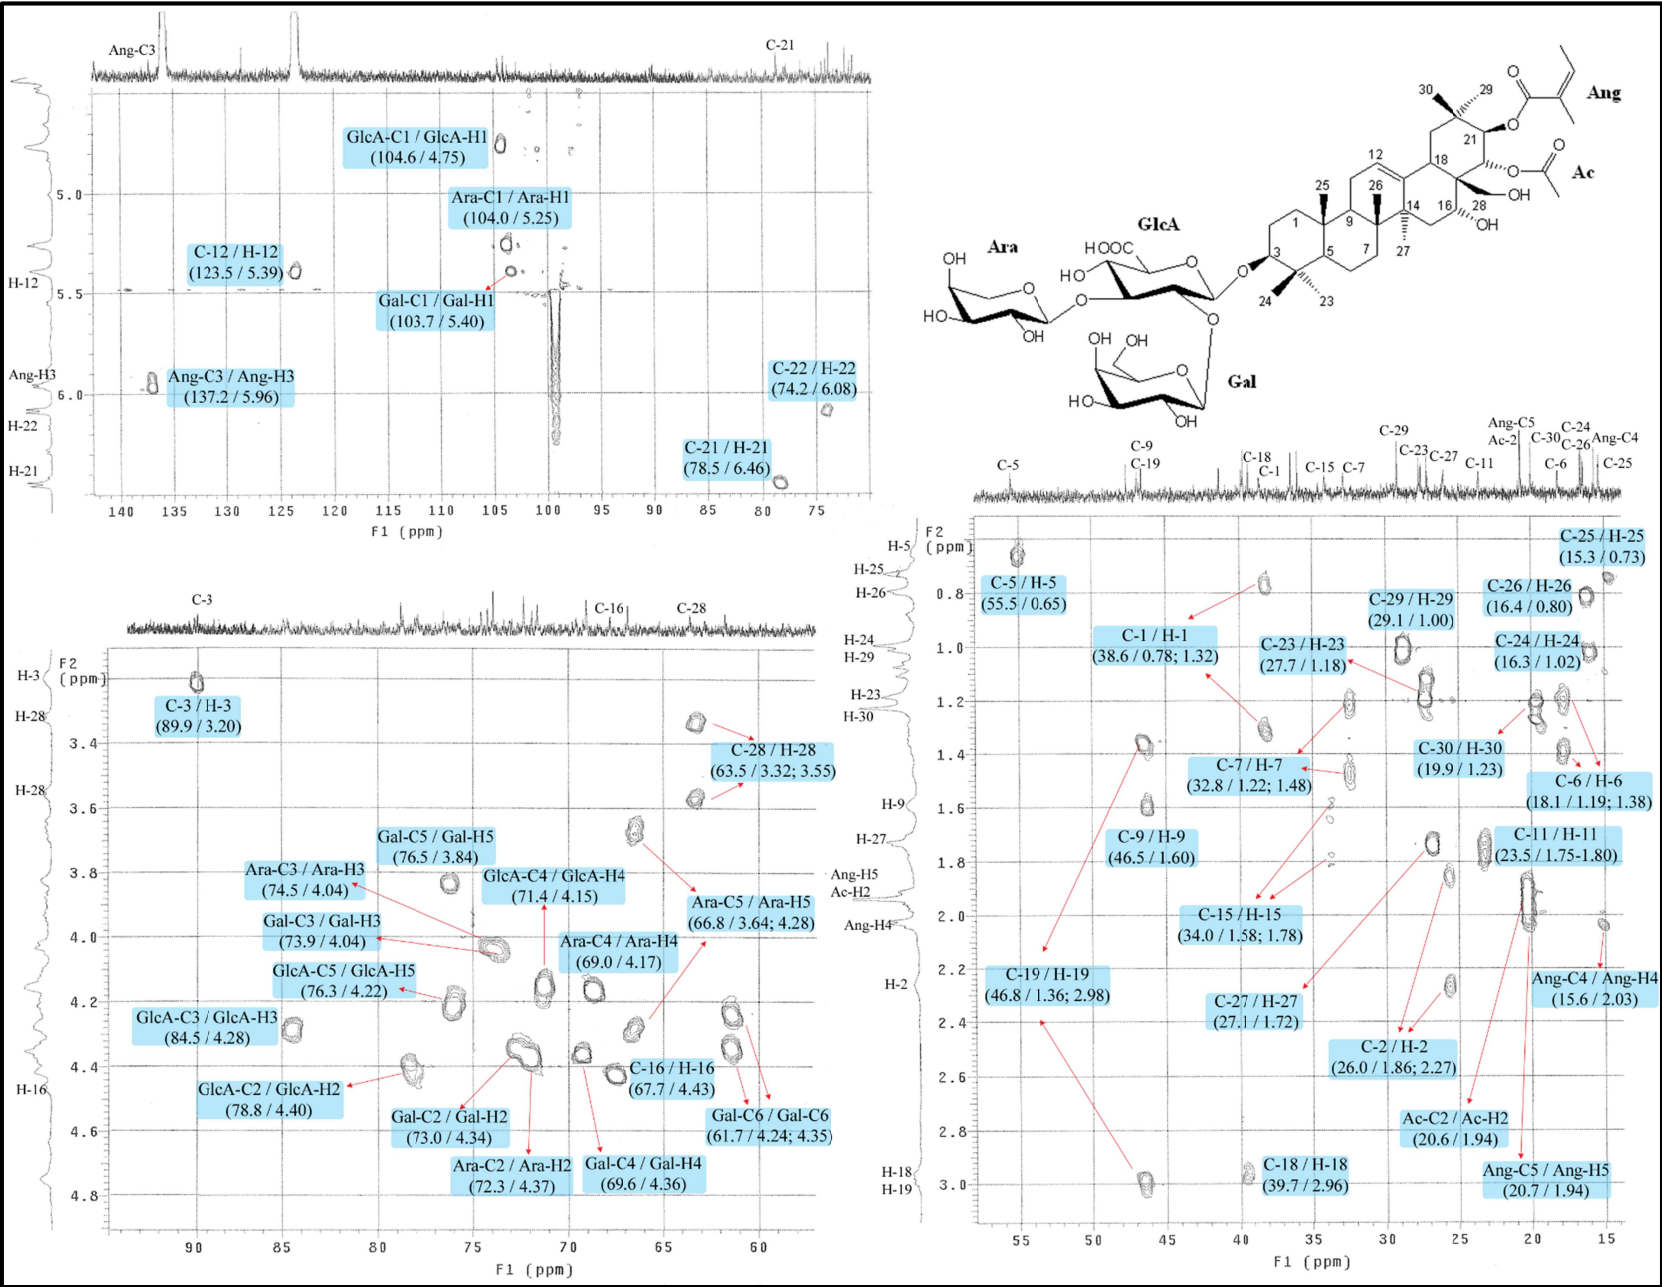 Ang-C3
C-21
GlcA-C1 / GlcA-H1
(104.6 / 4.75)
Ara-C1 / Ara-H1
(104.0 / 5.25)
C-12 / H-12
(123.5 / 5.39)
Gal-C1 / Gal-H1
(103.7 / 5.40)
Ang-C3 / Ang-H3
(137.2 / 5.96)
C-22 / H-22
(74.2 / 6.08)
C-21 / H-21
(78.5 / 6.46)
H-12
Ang-H3
H-22
H-21
5.0
5.5
6.0
140 135 130 125 120 115 110 105 100 95 90 85 80 75
F1 (ppm)
30
29
O
Ang
21
O
12
18
O
O
Ac
25
26
OH
1
9
14
16
28
OH
GlcA
HOOC
Ara
3
5
7
27
OH
HO
O
O
24
23
O
O
HO
OH
O
OH
OH
O
Gal
HO
OH
C-3
C-16
C-28
F2
(ppm)
H-3
H-28
H-28
H-16
C-3 / H-3
(89.9 / 3.20)
C-28 / H-28
(63.5 / 3.32; 3.55)
Gal-C5 / Gal-H5
(76.5 / 3.84)
Ara-C3 / Ara-H3
(74.5 / 4.04)
GlcA-C4 / GlcA-H4
(71.4 / 4.15)
Ara-C5 / Ara-H5
(66.8 / 3.64; 4.28)
Gal-C3 / Gal-H3
(73.9 / 4.04)
Ara-C4 / Ara-H4
(69.0 / 4.17)
GlcA-C5 / GlcA-H5
(76.3 / 4.22)
GlcA-C3 / GlcA-H3
(84.5 / 4.28)
C-16 / H-16
(67.7 / 4.43)
GlcA-C2 / GlcA-H2
(78.8 / 4.40)
Gal-C2 / Gal-H2
(73.0 / 4.34)
Gal-C6 / Gal-C6
(61.7 / 4.24; 4.35)
Ara-C2 / Ara-H2
(72.3 / 4.37)
Gal-C4 / Gal-H4
(69.6 / 4.36)
3.4
3.6
3.8
4.0
4.2
4.4
4.6
4.8
90 85 80 75 70 65 60
F1 (ppm)
C-5
C-9
C-19
C-18
C-1
C-15
C-7
C-29
C-23
C-27
C-11
Ang-C5
Ac-2
C-30
C-24
C-26
C-6
Ang-C4
C-25
F2
(ppm)
H-5
H-25
H-26
H-24
H-29
H-23
H-30
H-9
H-27
Ang-H5
Ac-H2
Ang-H4
H-2
H-18
H-19
C-25 / H-25
(15.3 / 0.73)
C-5 / H-5
(55.5 / 0.65)
C-26 / H-26
(16.4 / 0.80)
C-29 / H-29
(29.1 / 1.00)
C-1 / H-1
(38.6 / 0.78; 1.32)
C-23 / H-23
(27.7 / 1.18)
C-24 / H-24
(16.3 / 1.02)
C-30 / H-30
(19.9 / 1.23)
C-7 / H-7
(32.8 / 1.22; 1.48)
C-6 / H-6
(18.1 / 1.19; 1.38)
C-9 / H-9
(46.5 / 1.60)
C-11 / H-11
(23.5 / 1.75-1.80)
C-15 / H-15
(34.0 / 1.58; 1.78)
C-19 / H-19
(46.8 / 1.36; 2.98)
C-27 / H-27
(27.1 / 1.72)
Ang-C4 / Ang-H4
(15.6 / 2.03)
C-2 / H-2
(26.0 / 1.86; 2.27)
Ac-C2 / Ac-H2
(20.6 / 1.94)
C-18 / H-18
(39.7 / 2.96)
Ang-C5 / Ang-H5
(20.7 / 1.94)
0.8
1.0
1.2
1.4
1.6
1.8
2.0
2.2
2.4
2.6
2.8
3.0
55 50 45 40 35 30 25 20 15
F1 (ppm)